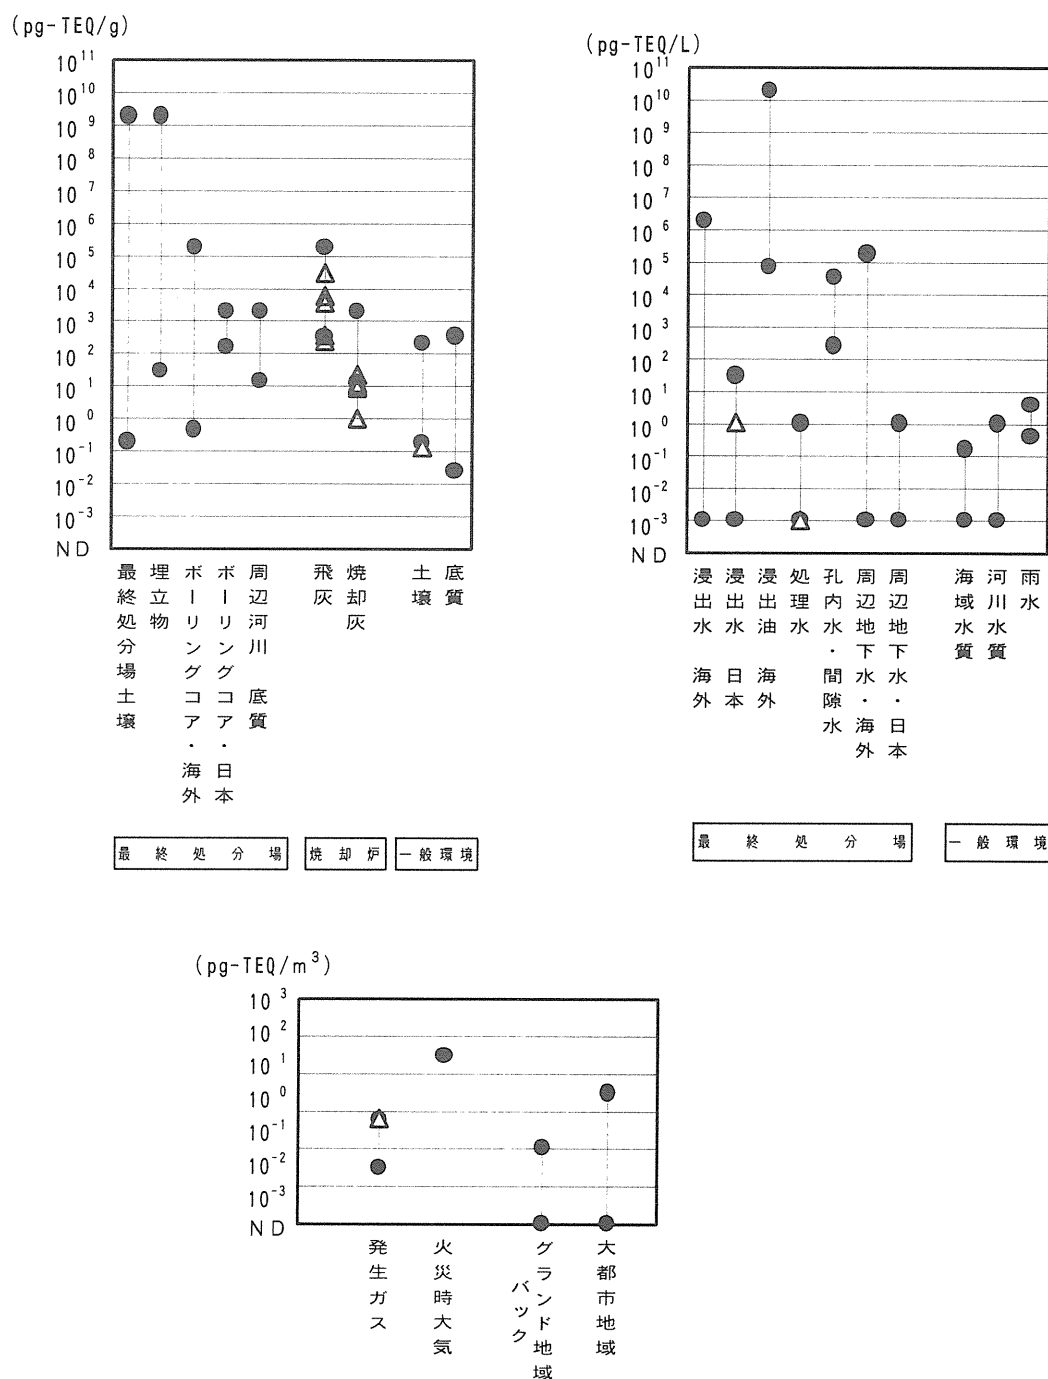 (pg-TEQ/g)
10 11
10 10
10 9
10 8
10 7
10 6
10 5
10 4
10 3
10 2
10 1
10 0
10 -1
10 -2
10 -3
ND
最終処分場土壌
埋立物
ボーリングコア・海外
ボーリングコア・日本
周辺河川 底質
飛灰
焼却灰
土壌
底質
最終処分場
焼却炉
一般環境
(pg-TEQ/L)
10 11
10 10
10 9
10 8
10 7
10 6
10 5
10 4
10 3
10 2
10 1
10 0
10 -1
10 -2
10 -3
ND
浸出水 海外
浸出水 日本
浸出油 海外
処理水
孔内水・間隙水
周辺地下水・海外
周辺地下水・日本
海域水質
河川水質
雨水
最終処分場
一般環境
(pg-TEQ/m3)
10 3
10 2
10 1
10 0
10 -1
10 -2
10 -3
ND
発生ガス
火災時大気
バック
グランド地域
大都市地域